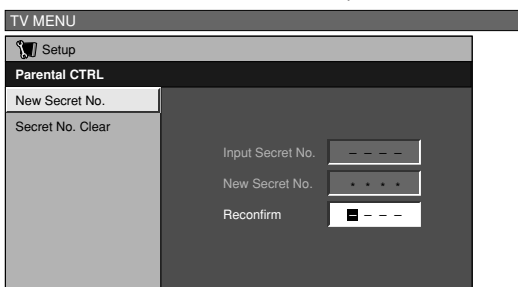 TV MENU
Setup
Parental CTRL
New Secret No.
Secret No. Clear
Input Secret No. – – – –
New Secret No. • • • •
Reconfirm – – – –